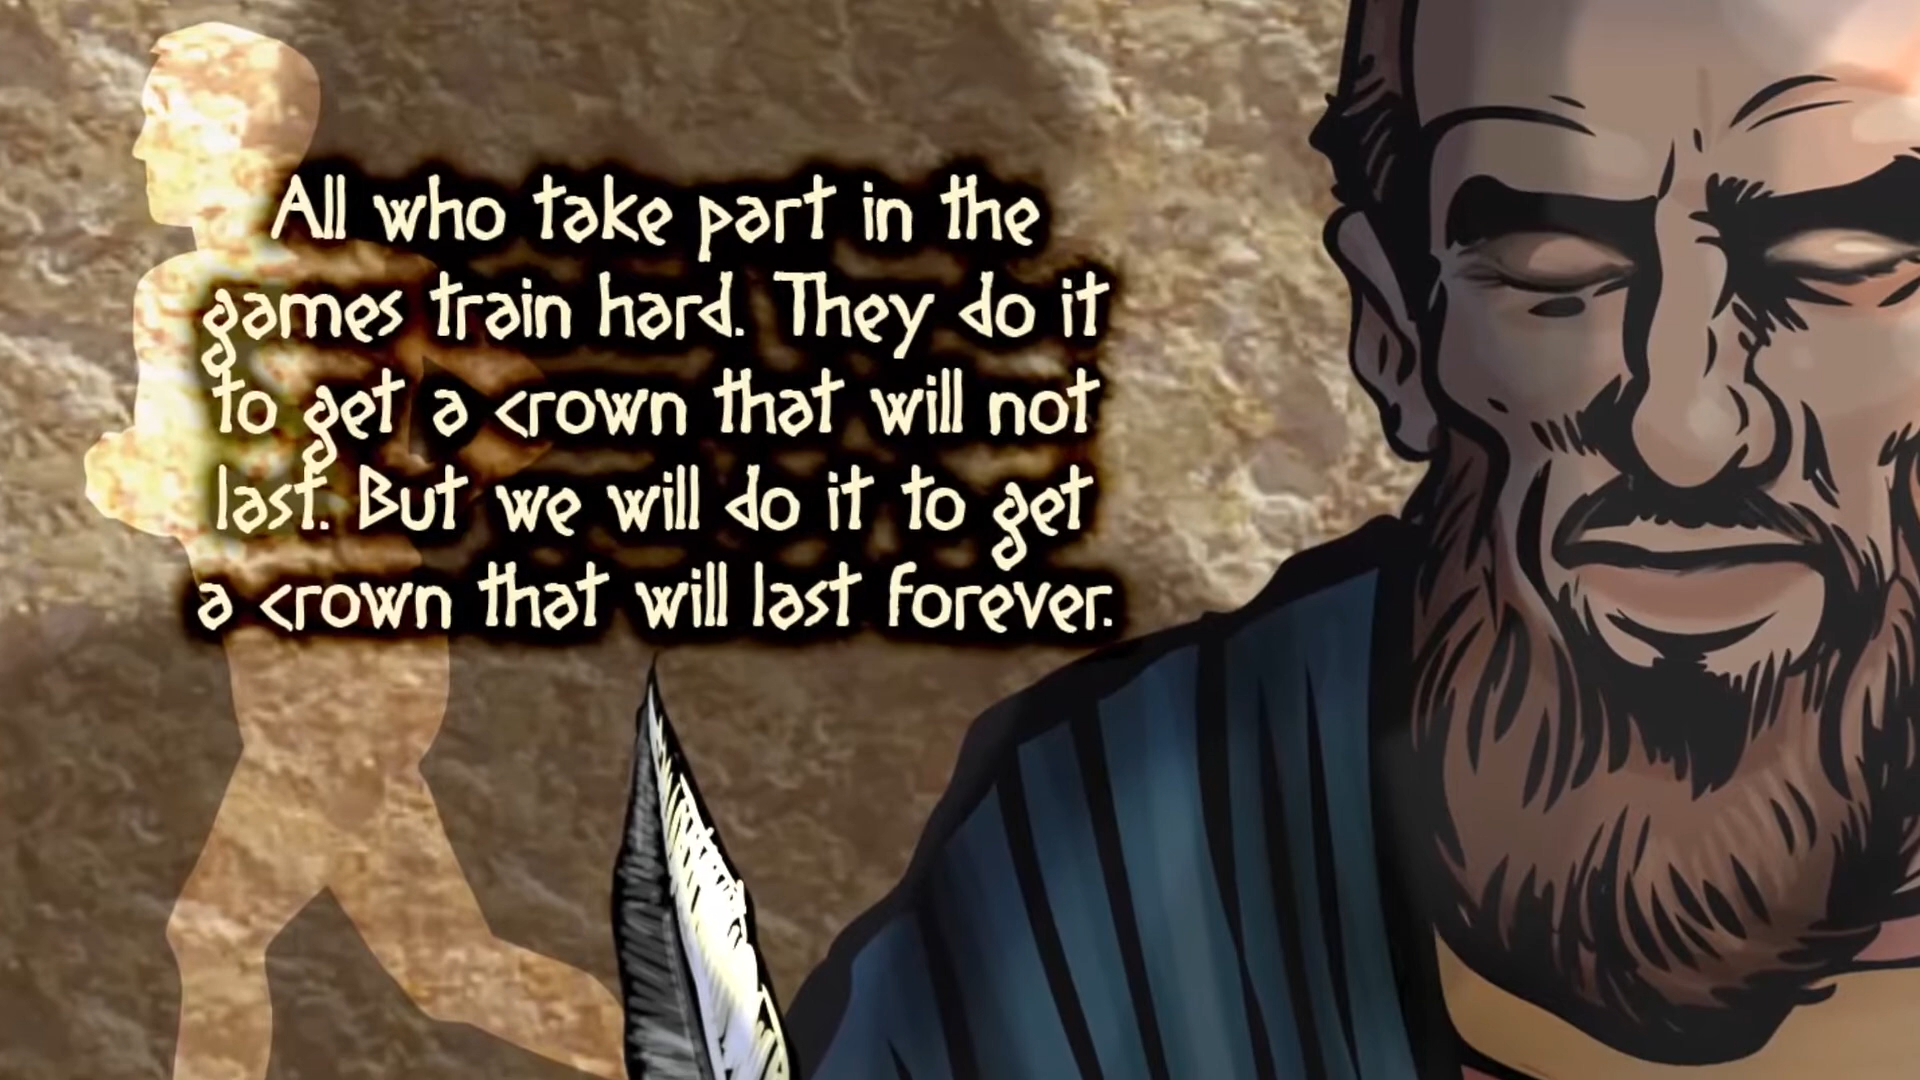 All who take part in the
games train hard. They do it
to get a crown that will not
last. But we will do it to get
a crown that will last forever.